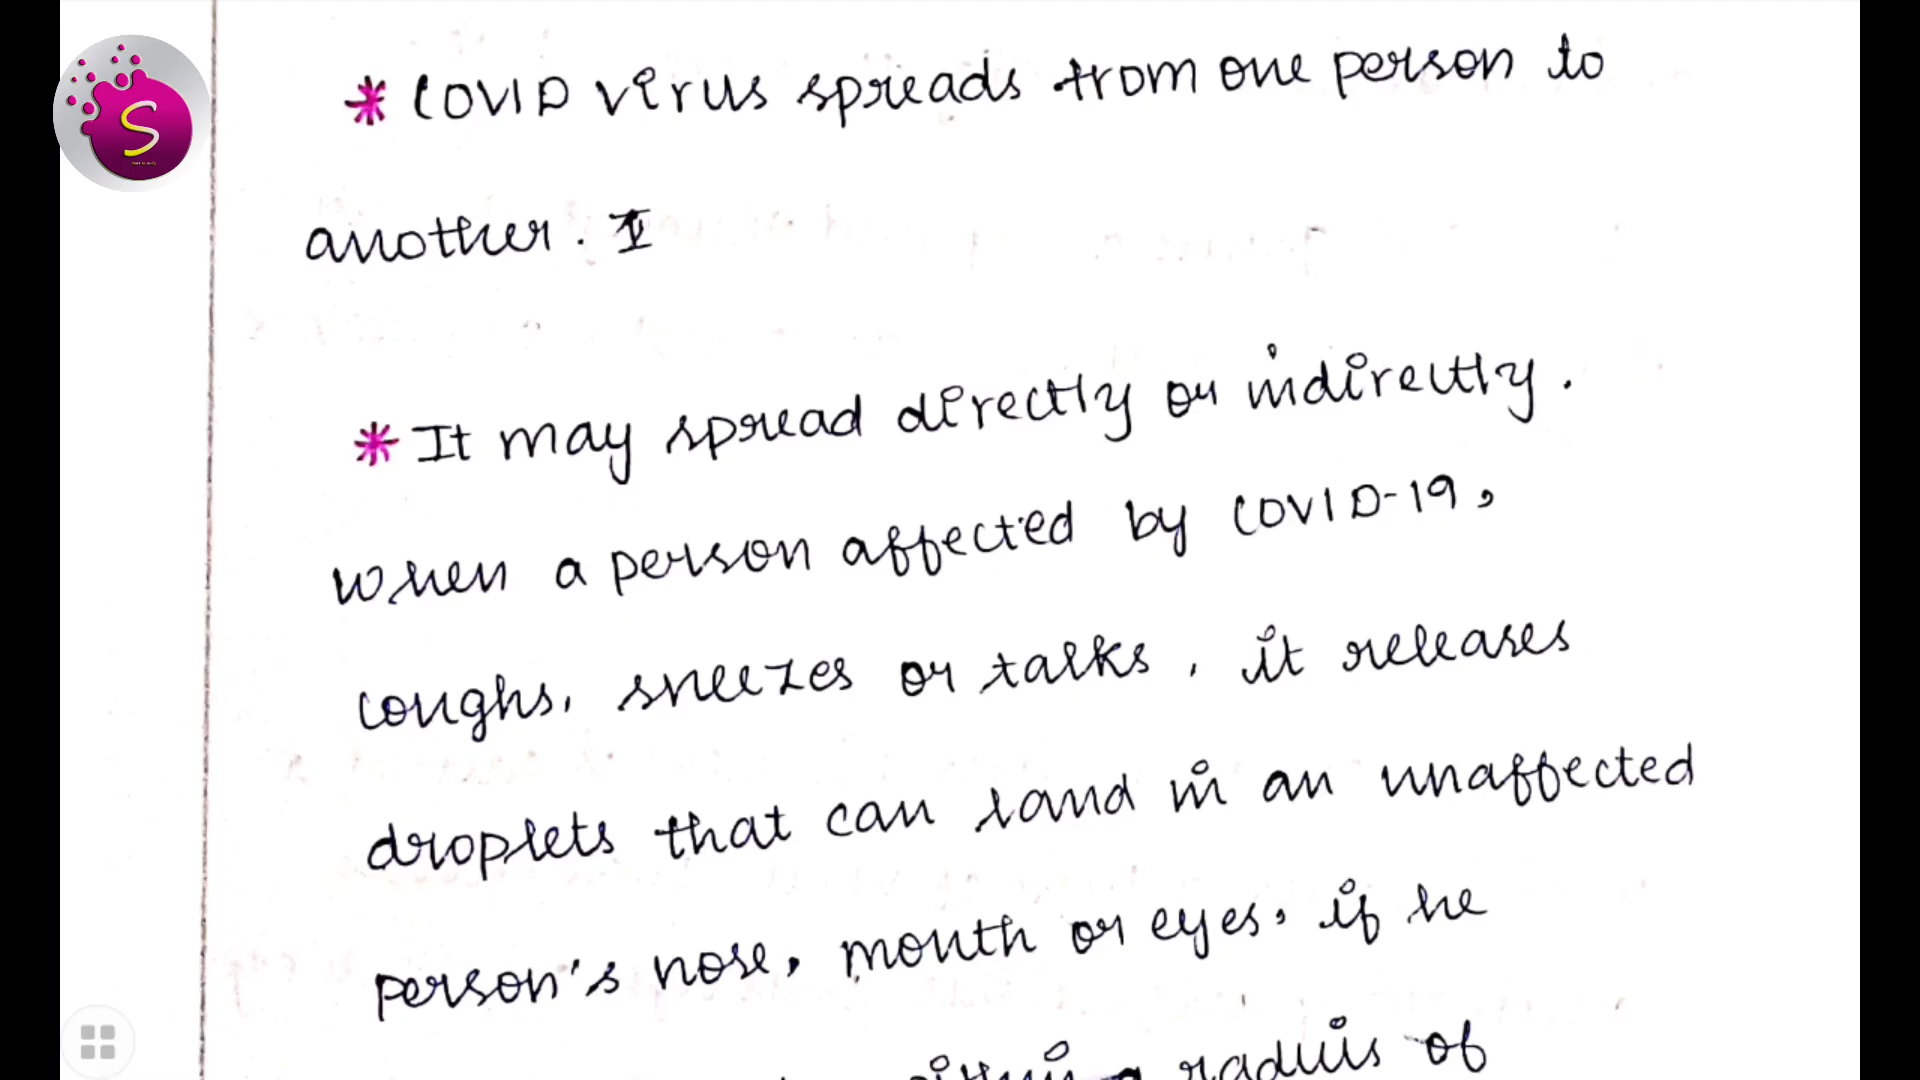 * COVID virus spreads from one person to
another. I
* It may spread directly or indirectly.
when a person affected by COVID-19,
coughs, sneezes or talks, it releases
droplets that can land in an unaffected
person's nose, mouth or eyes, if he
radius of
S